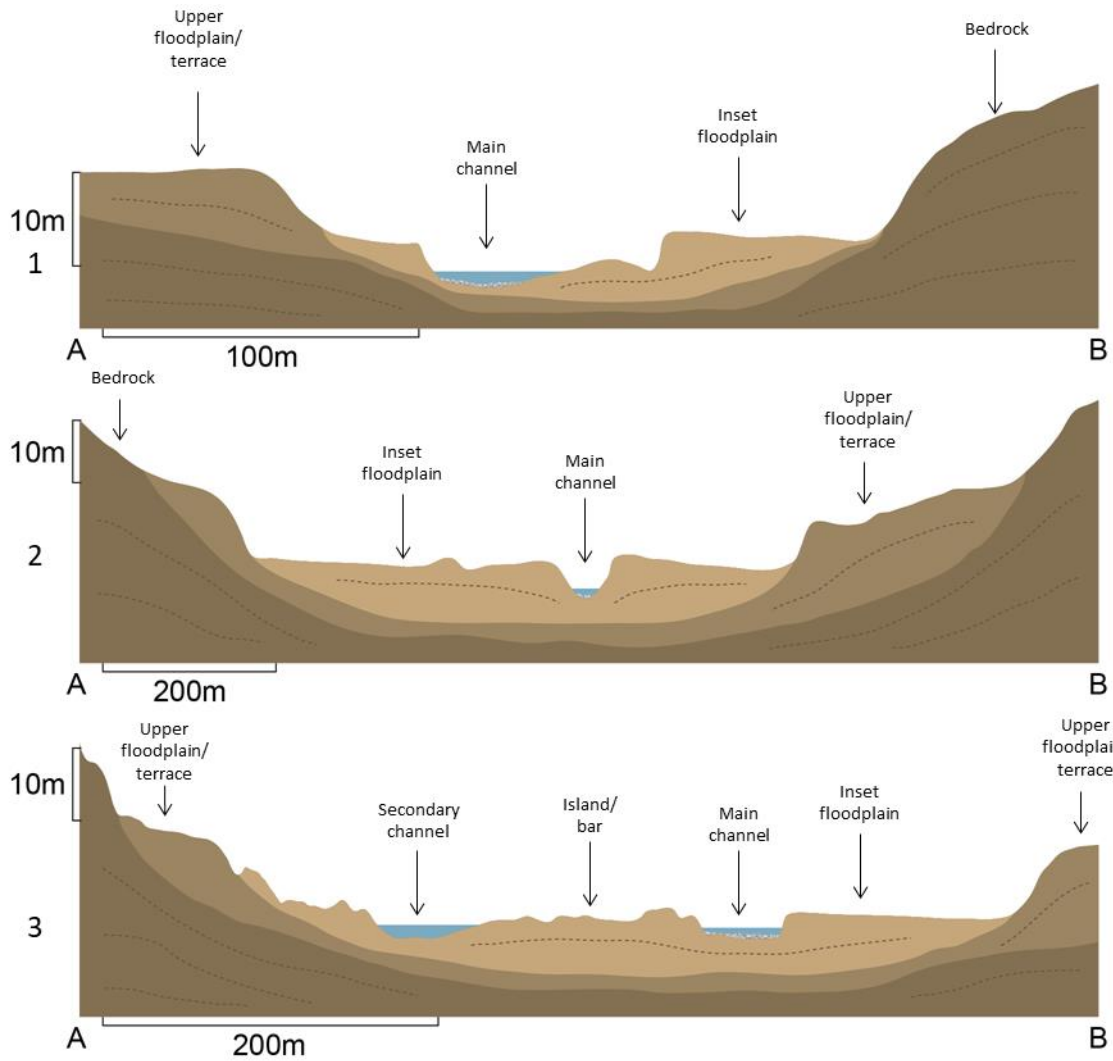 Upper
floodplain/
terrace
Bedrock
Main
channel
Inset
floodplain
10m
1
A
100m
B
Bedrock
Upper
floodplain/
terrace
10m
Inset
floodplain
Main
channel
2
A
200m
B
Upper
floodplain/
terrace
Upper
floodplai
terrace
10m
Secondary
channel
Island/
bar
Main
channel
Inset
floodplain
3
A
200m
B